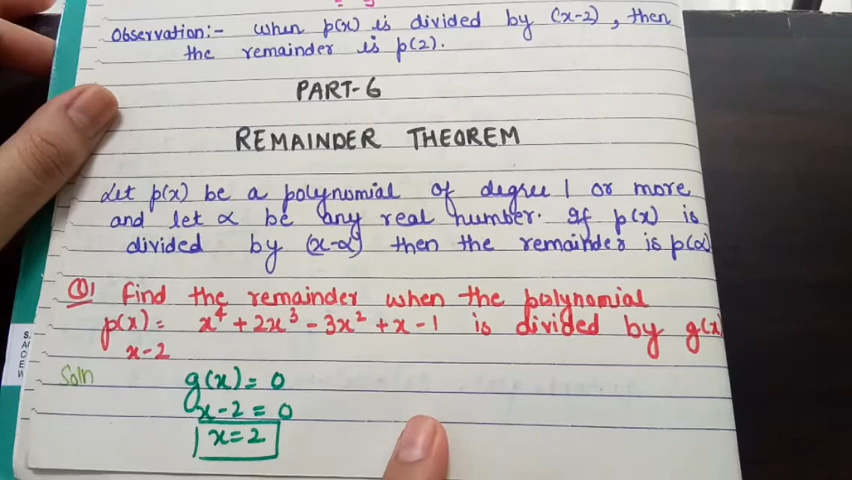 Observation:- when p(x) is divided by (x-2), then
the remainder is p(2).
PART-6
REMAINDER THEOREM
Let p(x) be a polynomial of degree 1 or more
and let α be any real number. If p(x) is
divided by (x-α) then the remainder is p(α)
Q1 Find the remainder when the polynomial
p(x) = x⁴ + 2x³ - 3x² + x - 1 is divided by g(x)
x-2
Soln
g(x) = 0
x-2 = 0
x = 2